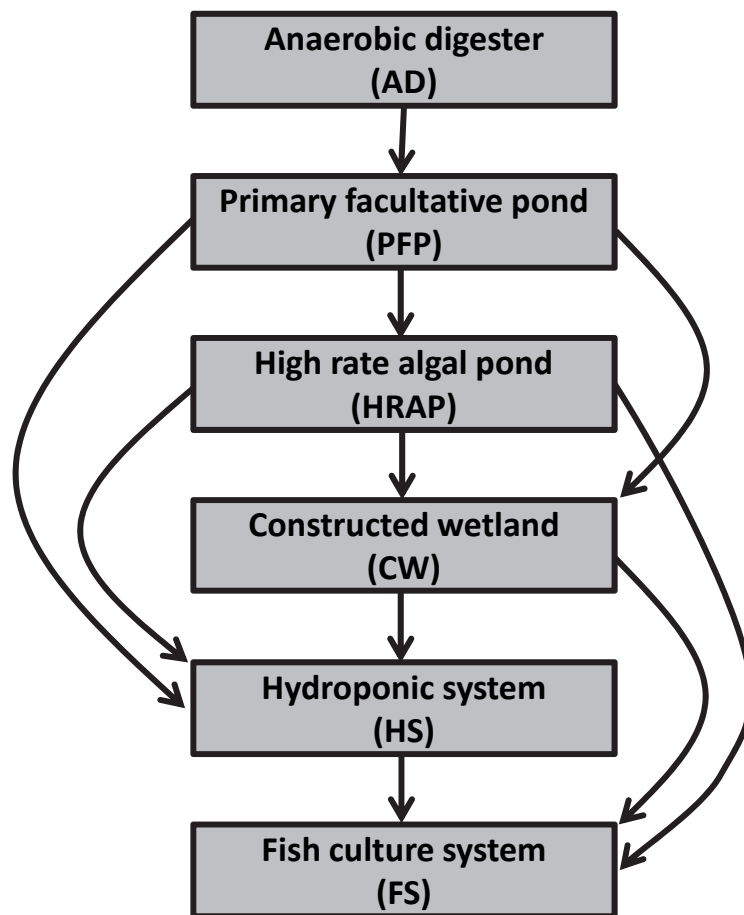 Anaerobic digester
(AD)
Primary facultative pond
(PFP)
High rate algal pond
(HRAP)
Constructed wetland
(CW)
Hydroponic system
(HS)
Fish culture system
(FS)